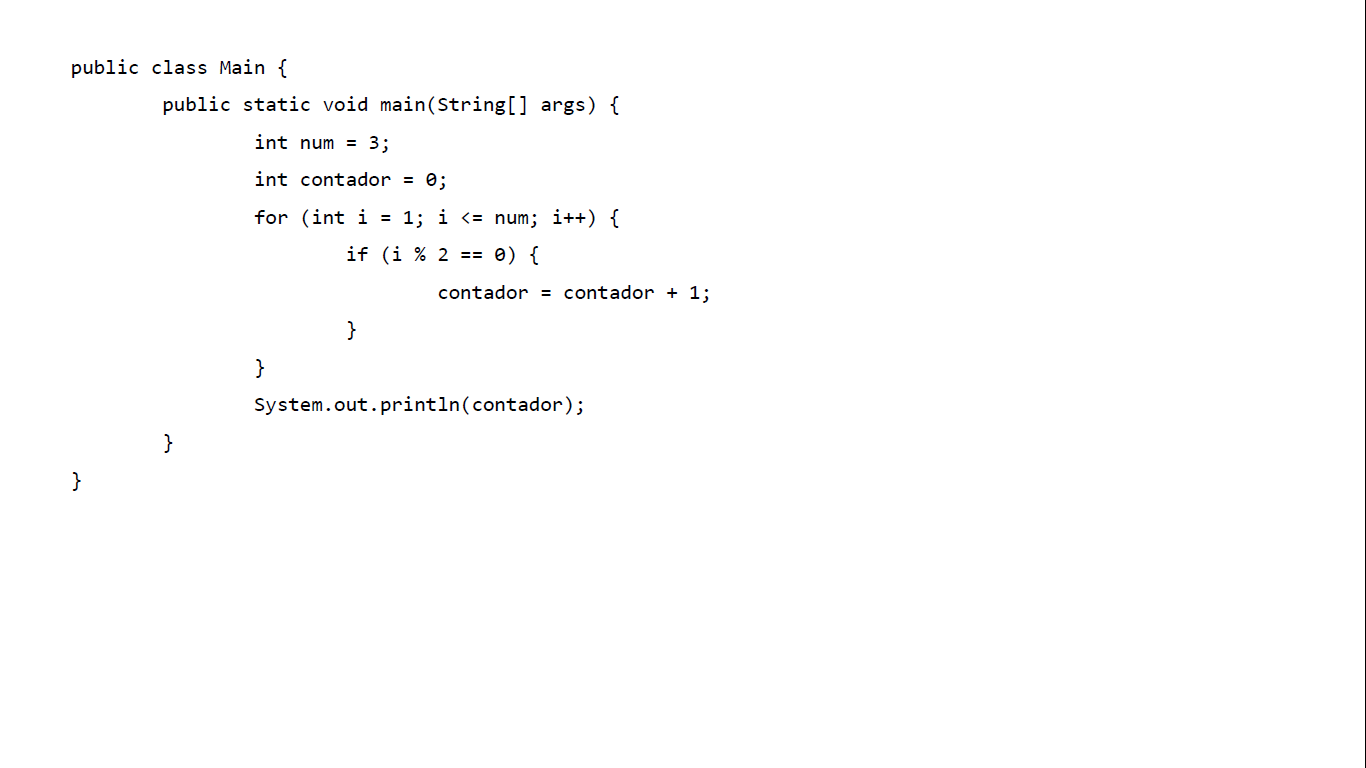 public class Main {
        public static void main(String[] args) {
                int num = 3;
                int contador = 0;
                for (int i = 1; i <= num; i++) {
                        if (i % 2 == 0) {
                                contador = contador + 1;
                        }
                }
                System.out.println(contador);
        }
}